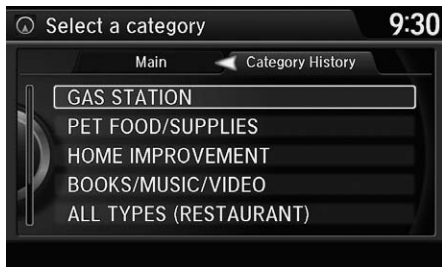 Select a category
9:30
Main
Category History
GAS STATION
PET FOOD/SUPPLIES
HOME IMPROVEMENT
BOOKS/MUSIC/VIDEO
ALL TYPES (RESTAURANT)